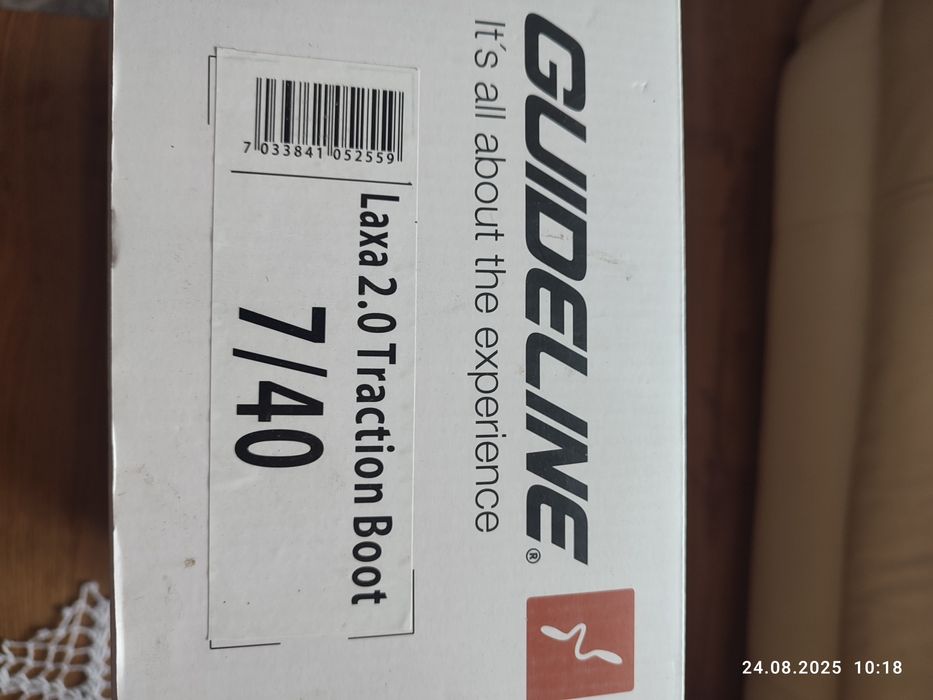 GUIDELINE®
It's all about the experience
Laxa 2.0 Traction Boot
7/40
7 033841 052559
24.08.2025 10:18